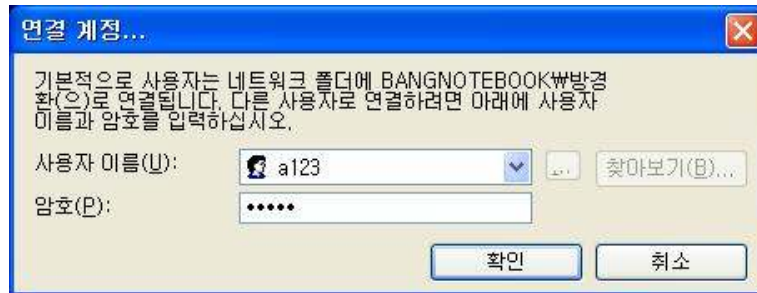 연결 계정...
기본적으로 사용자는 네트워크 폴더에 BANGNOTEBOOK₩방경
환(으)로 연결됩니다. 다른 사용자로 연결하려면 아래에 사용자
이름과 암호를 입력하십시오.
사용자 이름(U): a123 ... 찾아보기(B)...
암호(P): •••••
확인 취소